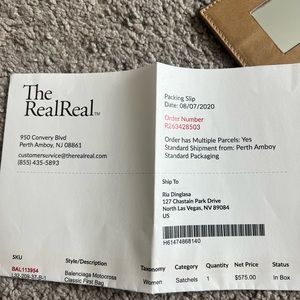 The
RealReal™
950 Convery Blvd
Perth Amboy, NJ 08861
customerservice@therealreal.com
(855) 435-5893
Packing Slip
Date: 08/07/2020
Order Number
R263428503
Order has Multiple Parcels: Yes
Standard Shipment from: Perth Amboy
Standard Packaging
Ship To
Ria Dinglasa
127 Chastain Park Drive
North Las Vegas, NV 89084
US
H61474868140
SKU Style/Description Taxonomy Category Quantity Net Price Status
BAL113954 Balenciaga Motocross Women Satchels 1 $575.00 In Box
Classic First Bag